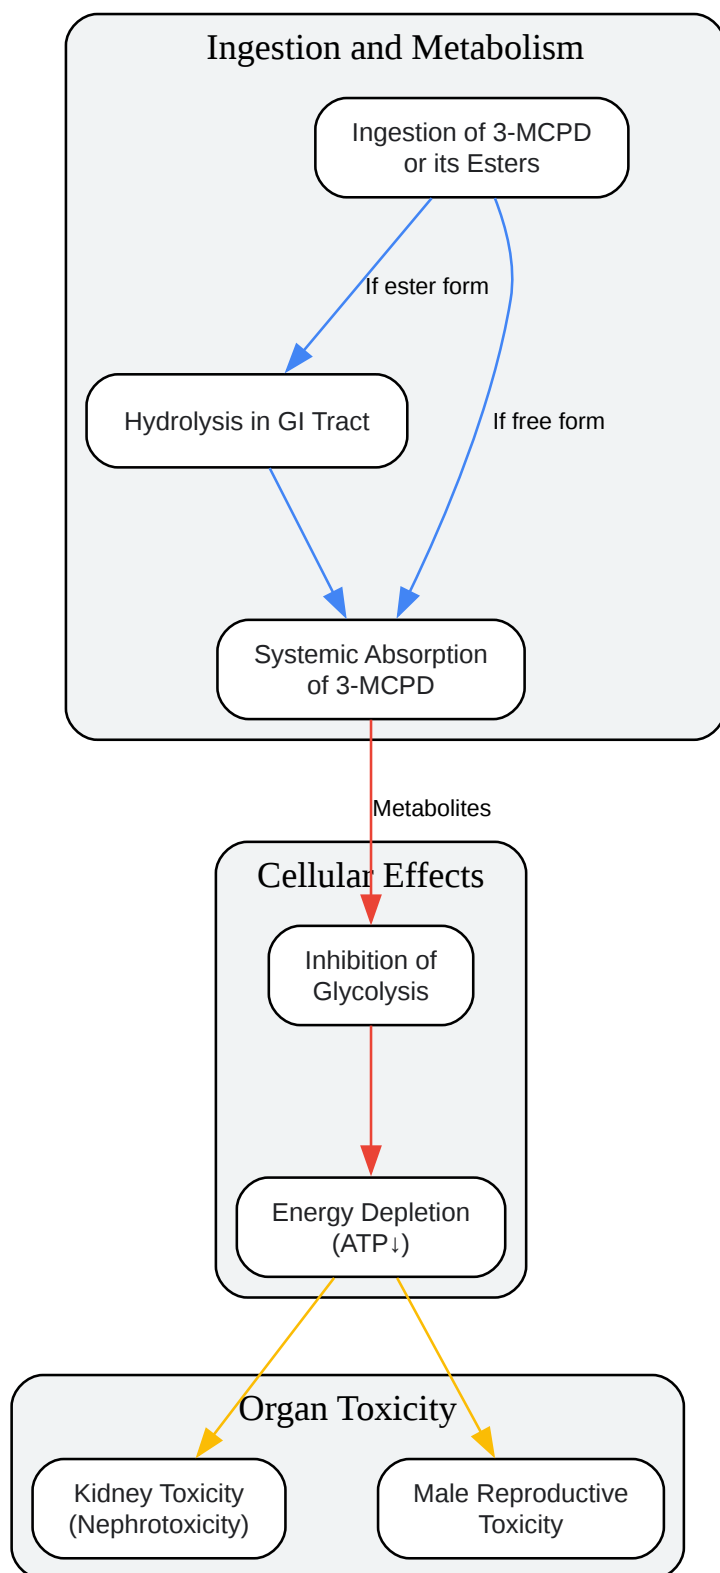 Ingestion and Metabolism
Ingestion of 3-MCPD
or its Esters
If ester form
Hydrolysis in GI Tract
If free form
Systemic Absorption
of 3-MCPD
Metabolites
Cellular Effects
Inhibition of
Glycolysis
Energy Depletion
(ATP↓)
Organ Toxicity
Kidney Toxicity
(Nephrotoxicity)
Male Reproductive
Toxicity